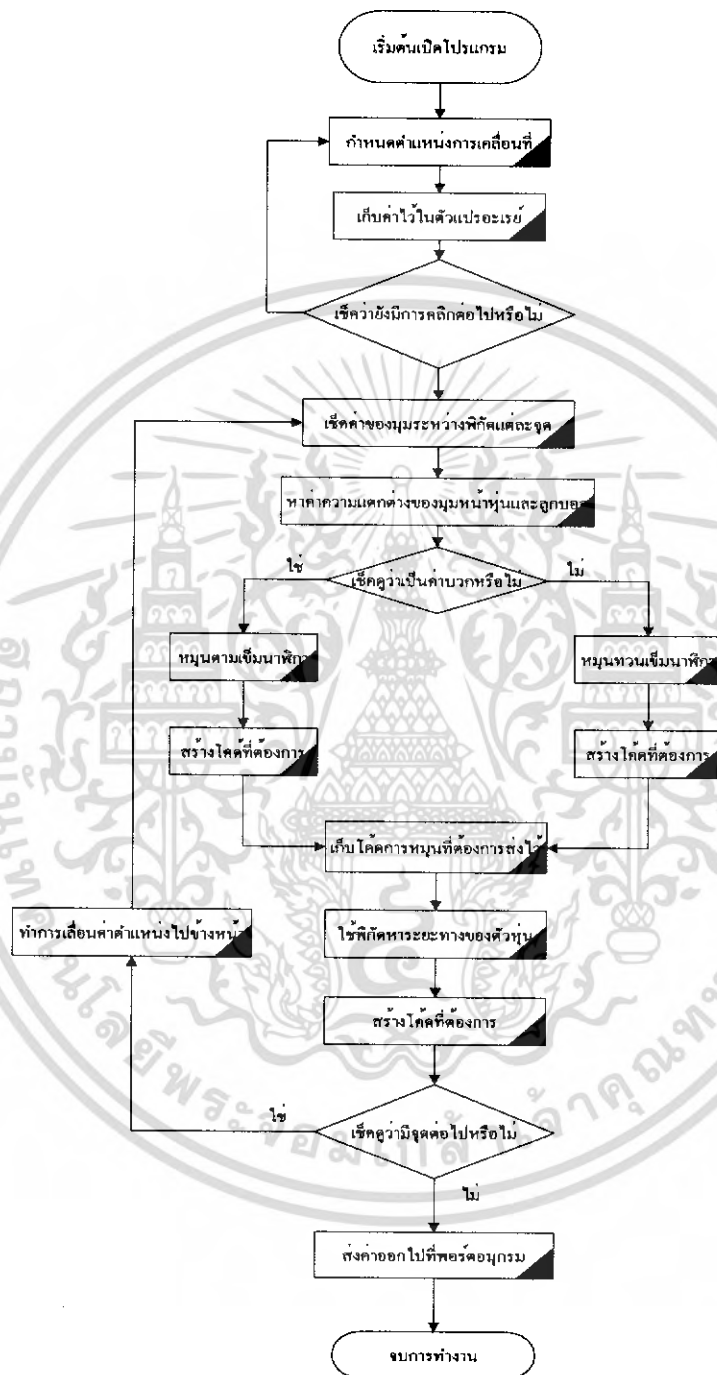 เริ่มต้นเปิดโปรแกรม
กำหนดตำแหน่งการเคลื่อนที่
เก็บค่าไว้ในตัวแปรอะเรย์
เช็คว่ายังมีการคลิกต่อไปหรือไม่
เช็คค่าของมุมระหว่างพิกัดแต่ละจุด
หาค่าความแตกต่างของมุมหน้าหุ่นและลูกบอล
เช็คดูว่าเป็นค่าบวกหรือไม่
ใช่
ไม่
หมุนตามเข็มนาฬิกา
หมุนทวนเข็มนาฬิกา
สร้างโค้ดที่ต้องการ
สร้างโค้ดที่ต้องการ
เก็บโค้ดการหมุนที่ต้องการส่งไว้
ทำการเลื่อนค่าตำแหน่งไปข้างหน้า
ใช้พิกัดหาระยะทางของตัวหุ่น
สร้างโค้ดที่ต้องการ
เช็คดูว่ามีจุดต่อไปหรือไม่
ใช่
ไม่
ส่งค่าออกไปที่พอร์ตอนุกรม
จบการทำงาน